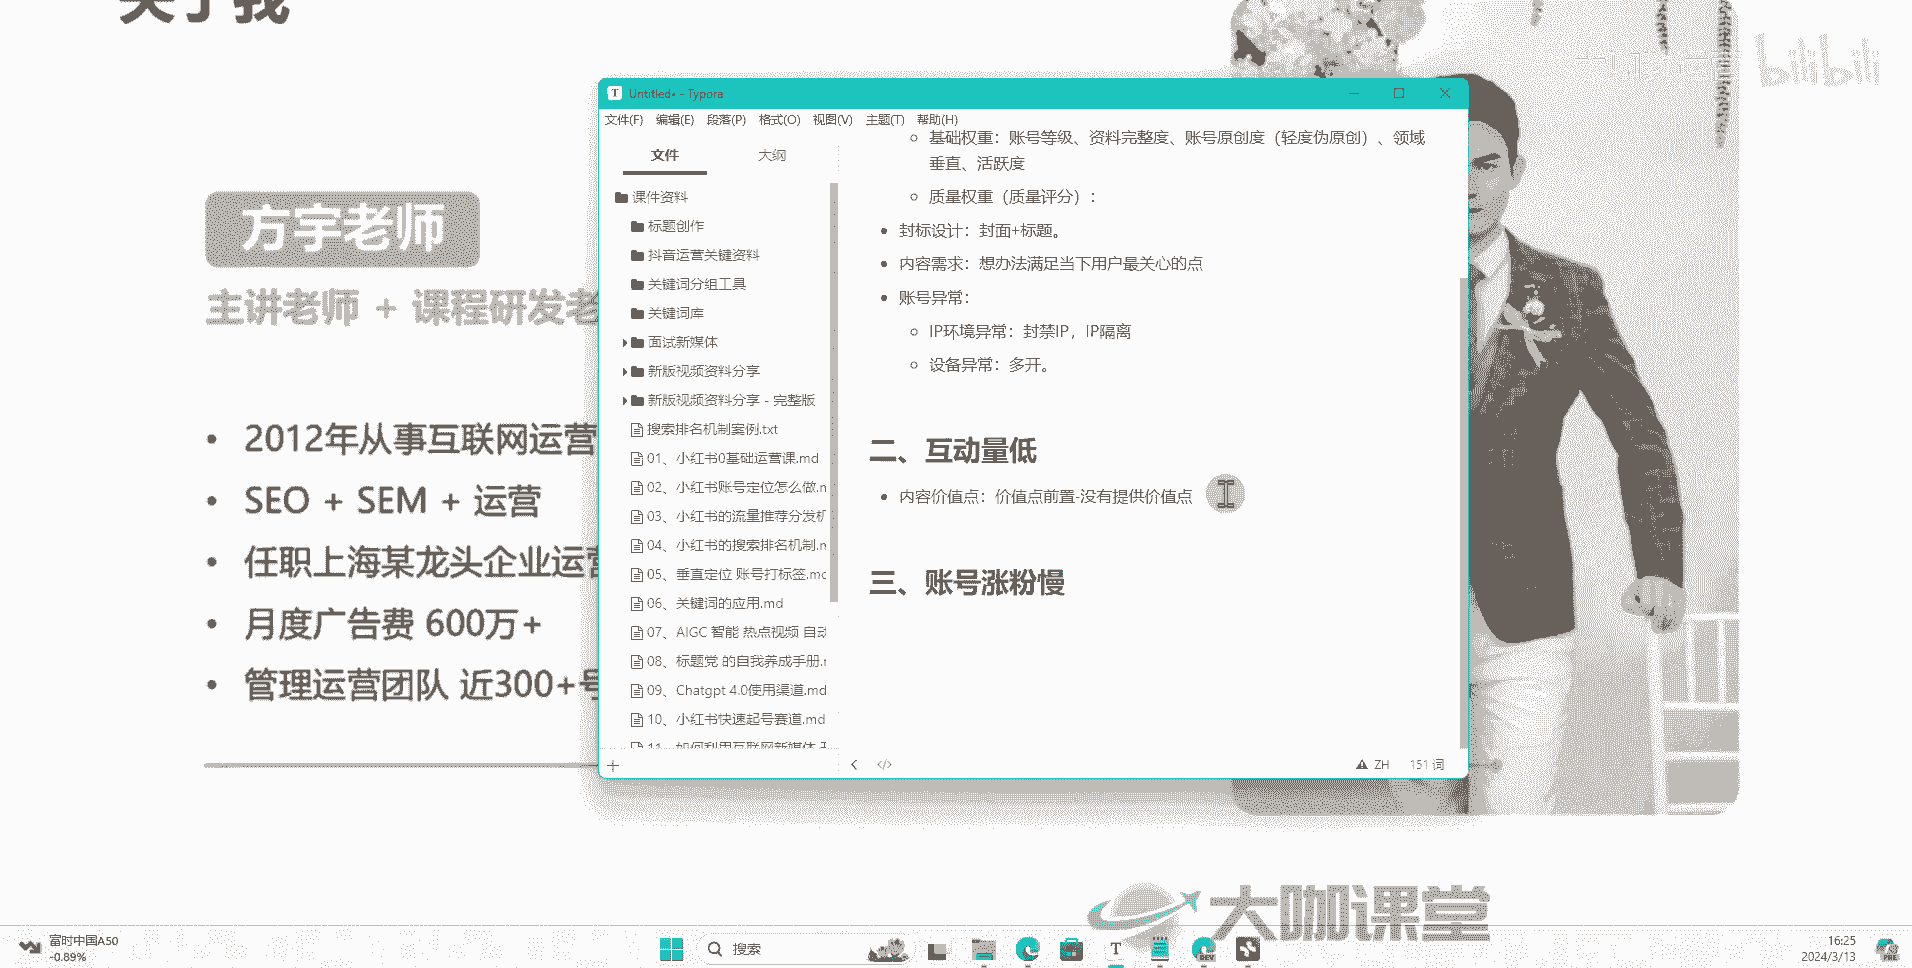 关于我
bilibili
方宇老师
主讲老师 + 课程研发老
2012年从事互联网运营
SEO + SEM + 运营
任职上海某龙头企业运营
月度广告费 600万+
管理运营团队 近300+号
Untitled• - Typora
文件(F) 编辑(E) 段落(P) 格式(O) 视图(V) 主题(T) 帮助(H)
文件 大纲
课件资料
标题创作
抖音运营关键资料
关键词分组工具
关键词库
面试新媒体
新版视频资料分享
新版视频资料分享 - 完整版
搜索排名机制案例.txt
01、小红书0基础运营课.md
02、小红书账号定位怎么做.m
03、小红书的流量推荐分发机
04、小红书的搜索排名机制.m
05、垂直定位 账号打标签.mc
06、关键词的应用.md
07、AIGC 智能 热点视频 自动
08、标题党 的自我养成手册.m
09、Chatgpt 4.0使用渠道.md
10、小红书快速起号赛道.md
11、如何利用互联网新媒体
基础权重：账号等级、资料完整度、账号原创度（轻度伪原创）、领域
垂直、活跃度
质量权重（质量评分）：
封标设计：封面+标题。
内容需求：想办法满足当下用户最关心的点
账号异常：
IP环境异常：封禁IP，IP隔离
设备异常：多开。
二、互动量低
内容价值点：价值点前置-没有提供价值点
三、账号涨粉慢
ZH 151 词
大咖课堂
富时中国A50
-0.89%
搜索
DEV
16:25
2024/3/13
PRE